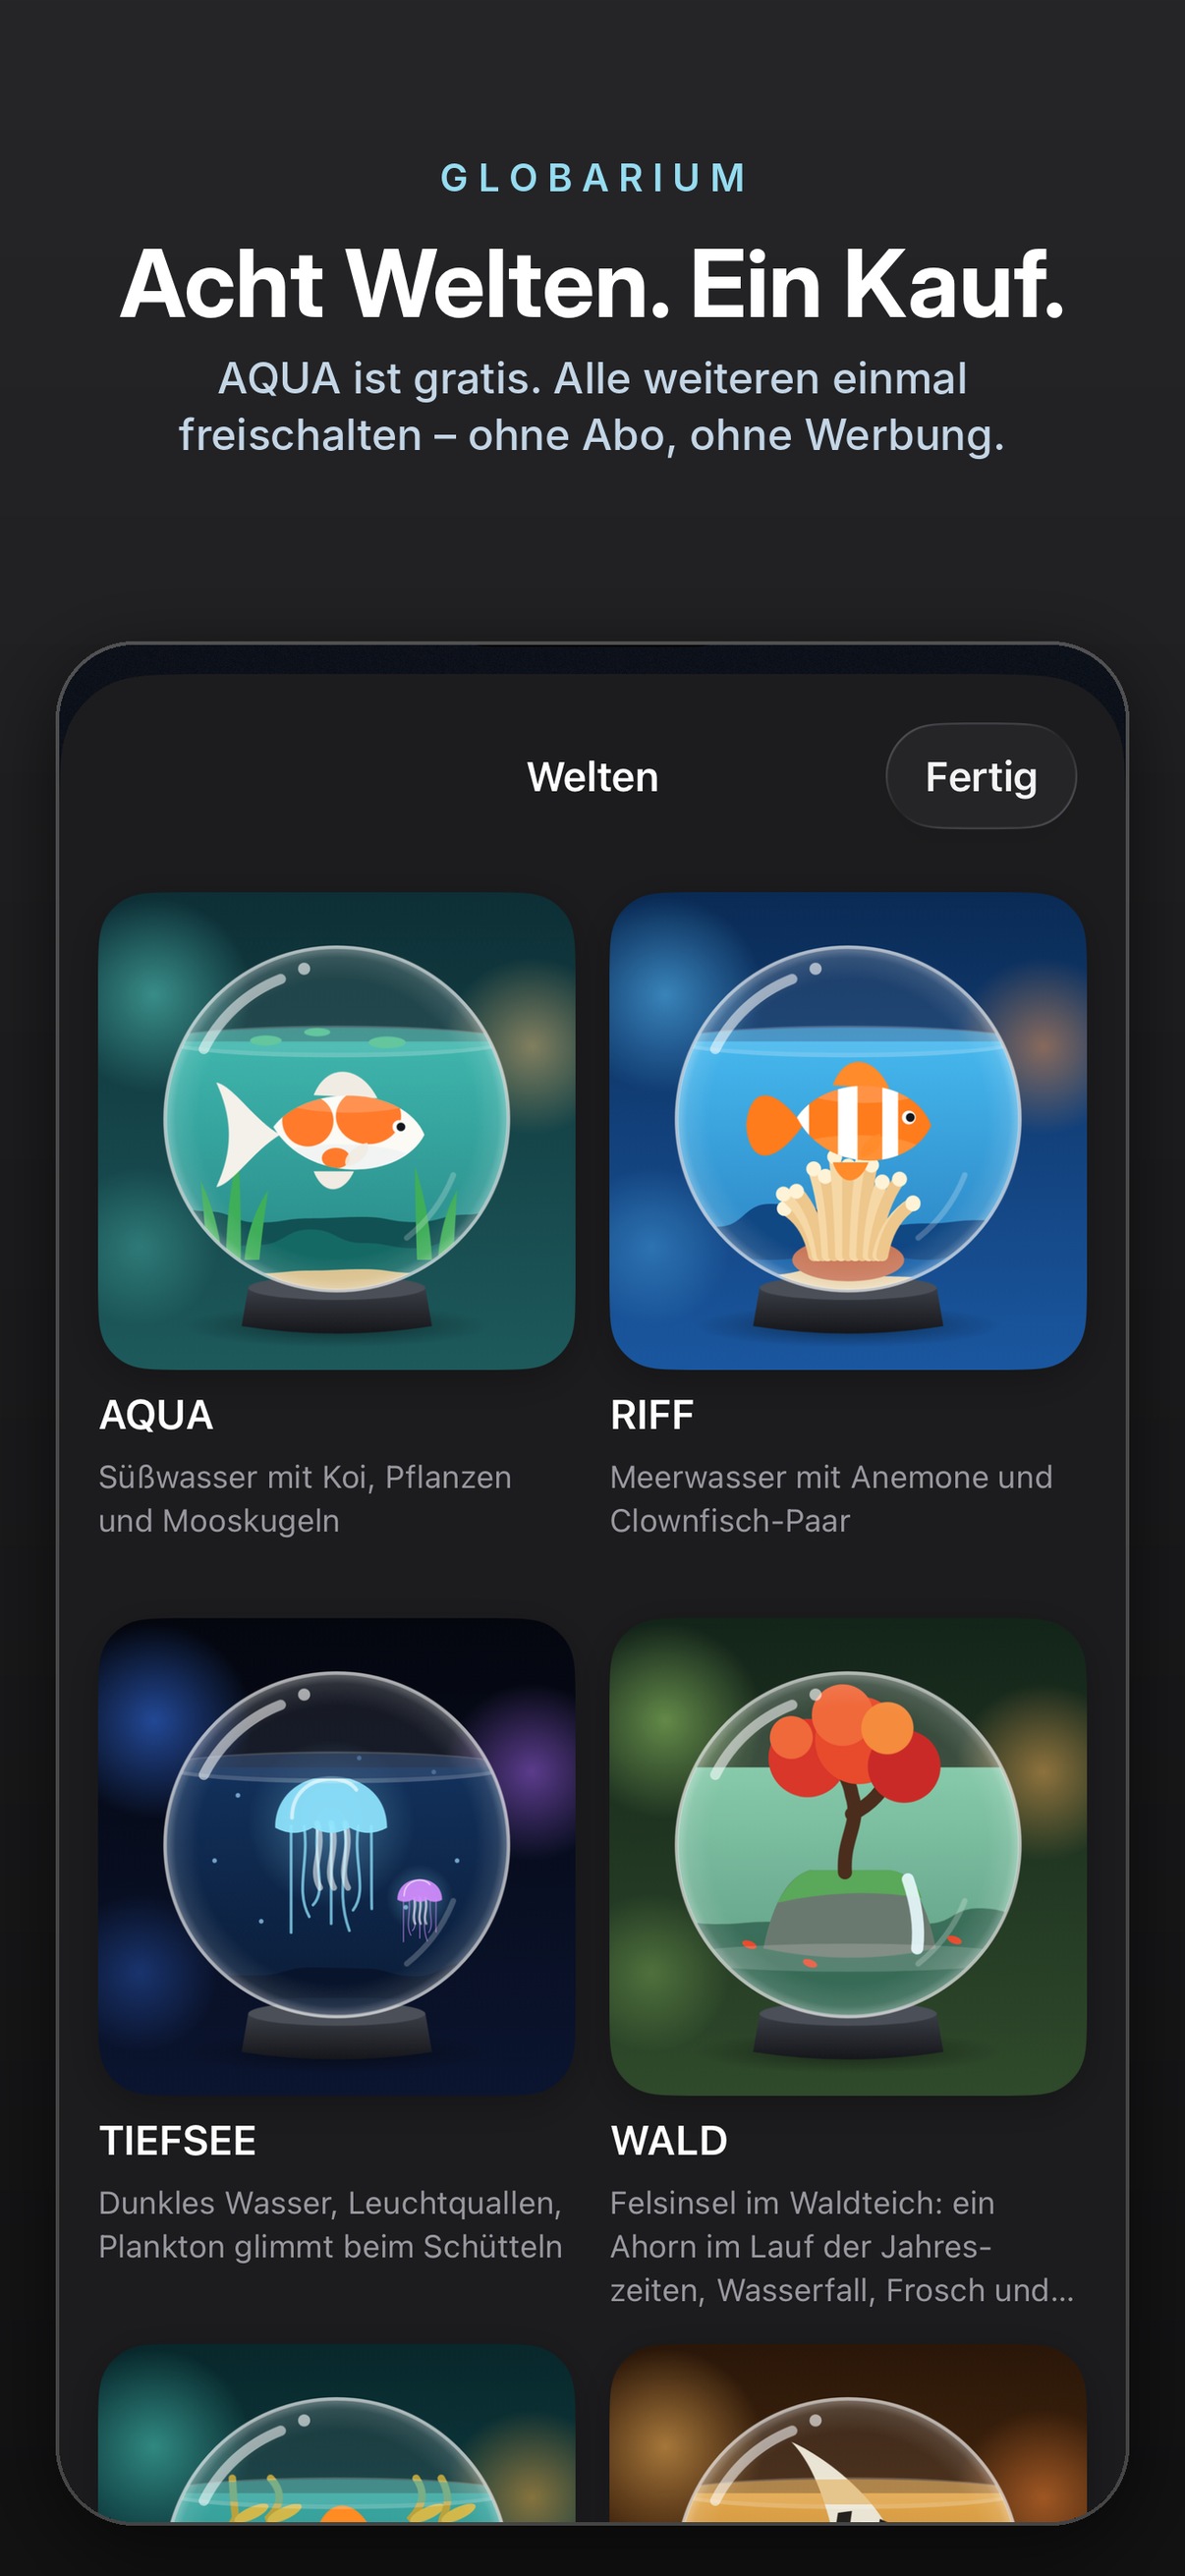 GLOBARIUM
Acht Welten. Ein Kauf.
AQUA ist gratis. Alle weiteren einmal
freischalten – ohne Abo, ohne Werbung.
Welten
Fertig
AQUA
Süßwasser mit Koi, Pflanzen
und Mooskugeln
RIFF
Meerwasser mit Anemone und
Clownfisch-Paar
TIEFSEE
Dunkles Wasser, Leuchtquallen,
Plankton glimmt beim Schütteln
WALD
Felsinsel im Waldteich: ein
Ahorn im Lauf der Jahres-
zeiten, Wasserfall, Frosch und...